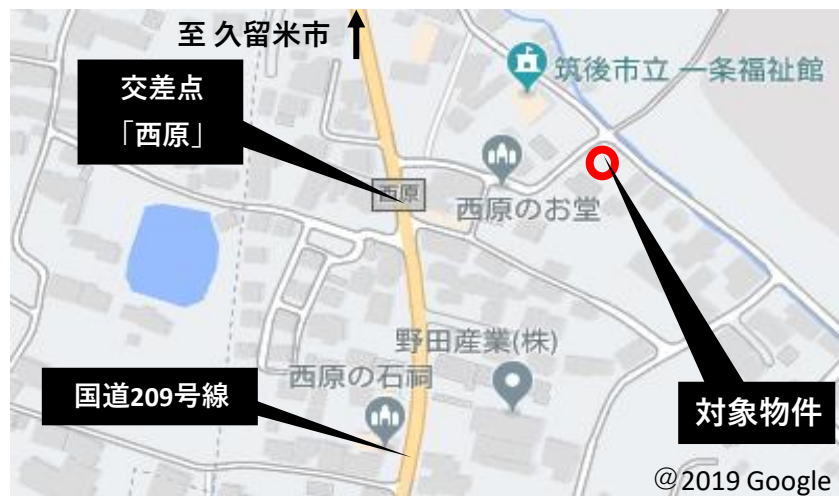 至 久留米市
交差点
「西原」
筑後市立 一条福祉館
西原
西原のお堂
野田産業(株)
西原の石祠
国道209号線
対象物件
@2019 Google